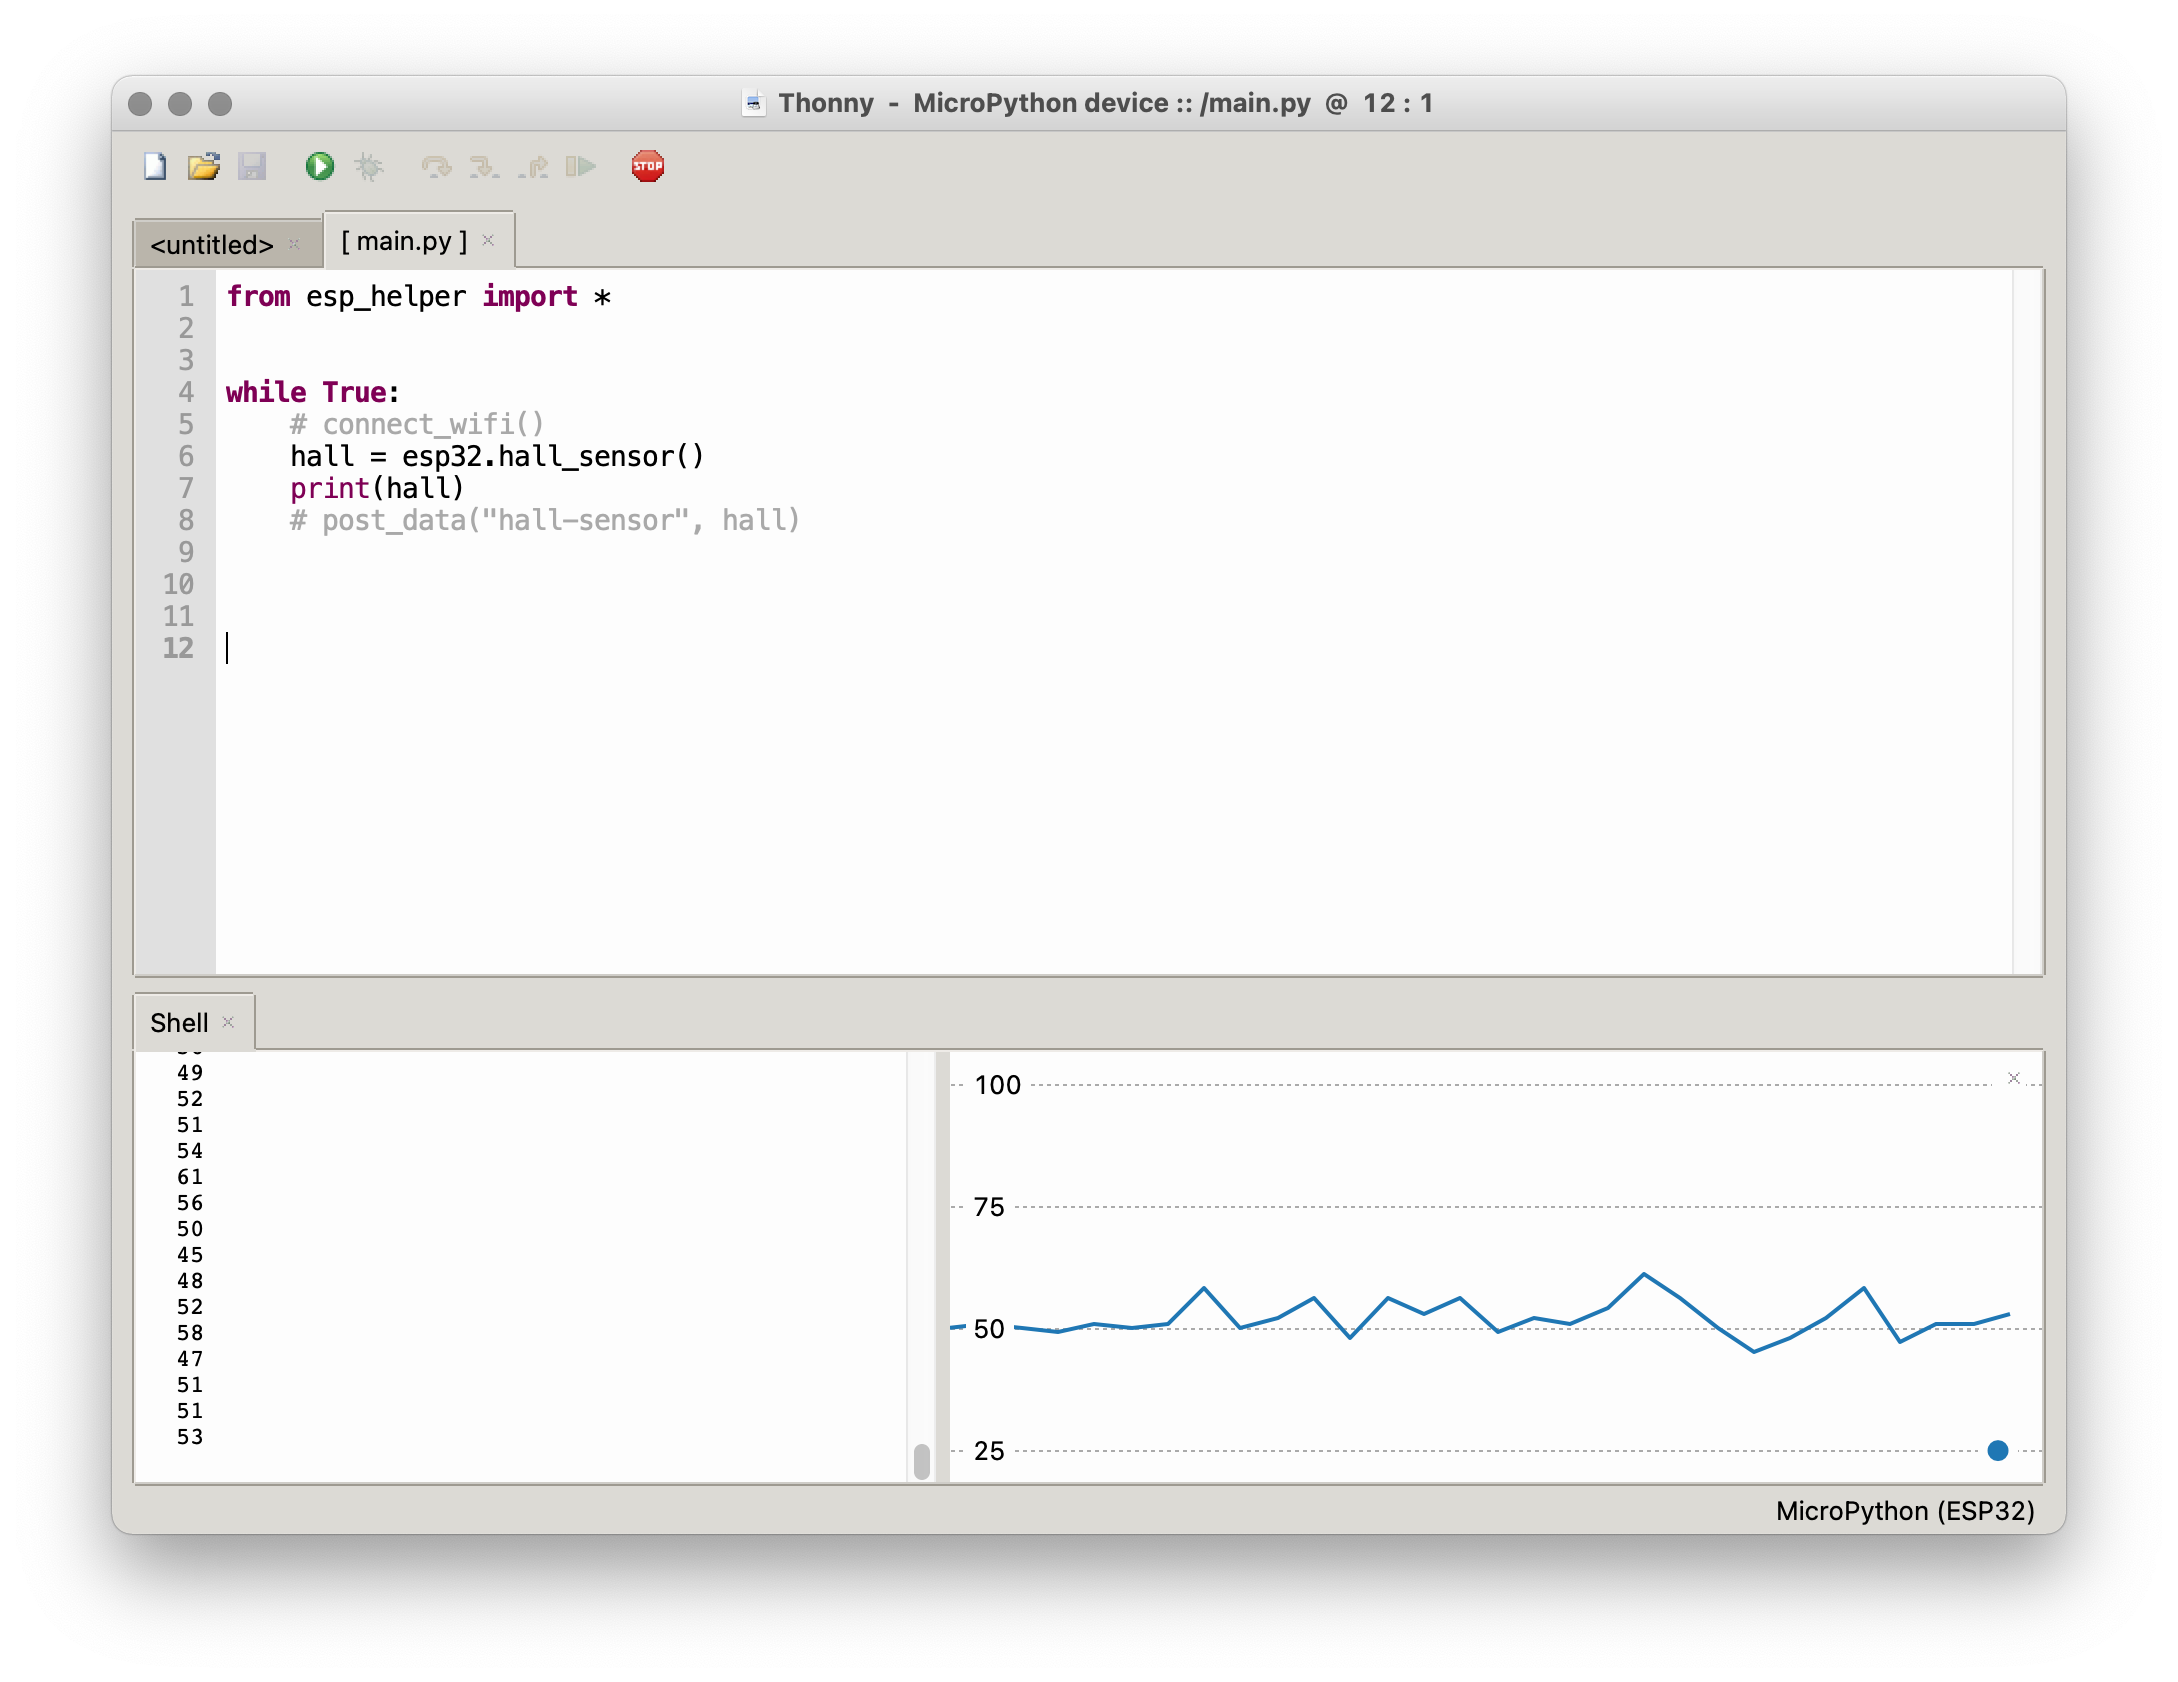 Thonny - MicroPython device :: /main.py @ 12 : 1
STOP
<untitled>
[ main.py ]
1 from esp_helper import *
2
3
4 while True:
5     # connect_wifi()
6     hall = esp32.hall_sensor()
7     print(hall)
8     # post_data("hall-sensor", hall)
9
10
11
12
Shell
49
52
51
54
61
56
50
45
48
52
58
47
51
51
53
100
75
50
25
MicroPython (ESP32)